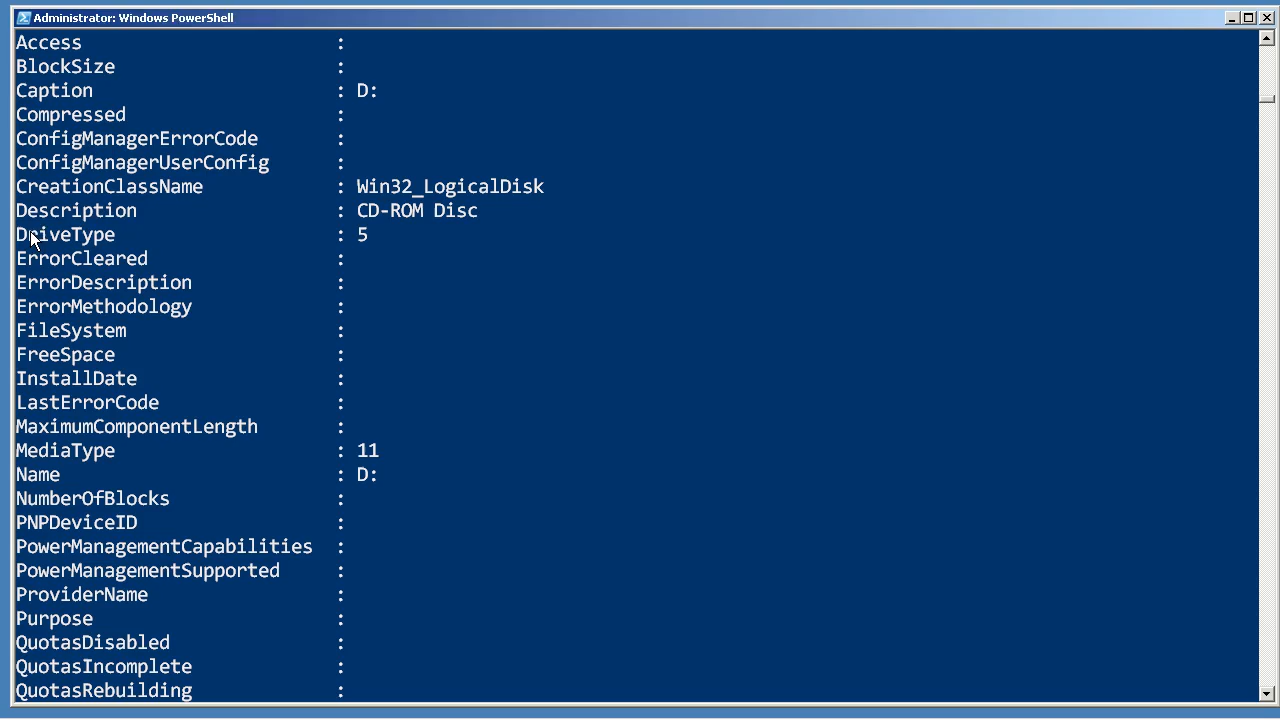 Administrator: Windows PowerShell
Access :
BlockSize :
Caption : D:
Compressed :
ConfigManagerErrorCode :
ConfigManagerUserConfig :
CreationClassName : Win32_LogicalDisk
Description : CD-ROM Disc
DriveType : 5
ErrorCleared :
ErrorDescription :
ErrorMethodology :
FileSystem :
FreeSpace :
InstallDate :
LastErrorCode :
MaximumComponentLength :
MediaType : 11
Name : D:
NumberOfBlocks :
PNPDeviceID :
PowerManagementCapabilities :
PowerManagementSupported :
ProviderName :
Purpose :
QuotasDisabled :
QuotasIncomplete :
QuotasRebuilding :